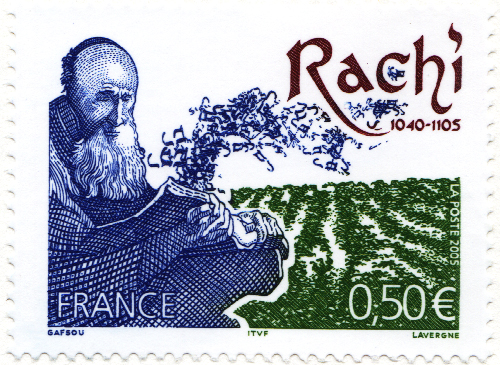 Rachi
1040-1105
LA POSTE 2005
FRANCE
0,50€
GAFSOU
ITVF
LAVERGNE